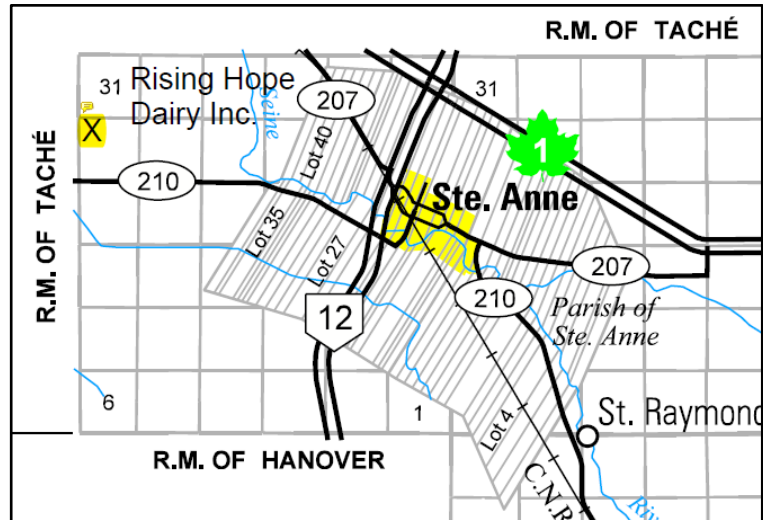 R.M. OF TACHÉ
31
Rising Hope
Dairy Inc.
X
31
207
Seine
1
Lot 40
R.M. OF TACHÉ
210
Ste. Anne
Lot 35
Lot 27
207
210
12
Parish of
Ste. Anne
6
1
Lot 4
St. Raymond
R.M. OF HANOVER
C.N.R
Riv